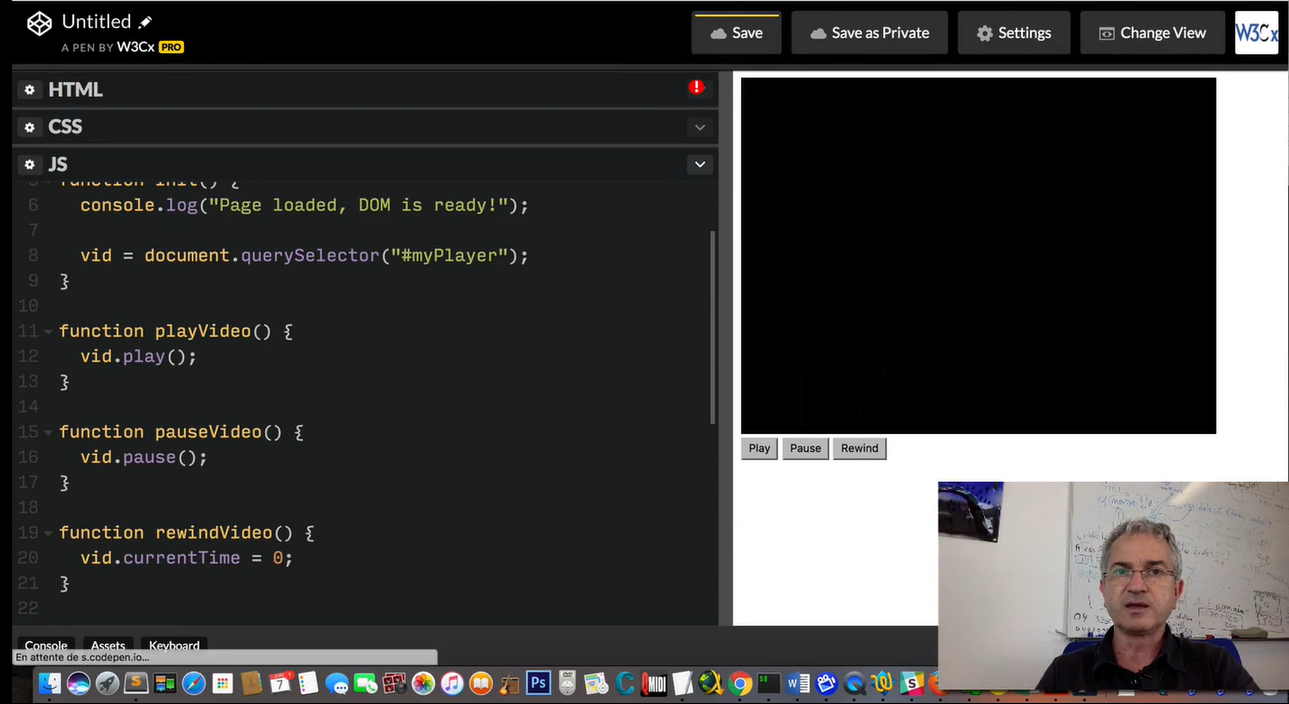 Untitled
A PEN BY W3Cx PRO
Save
Save as Private
Settings
Change View
W3Cx
HTML
CSS
JS
function init() {
6 console.log("Page loaded, DOM is ready!");
7
8 vid = document.querySelector("#myPlayer");
9 }
10
11 function playVideo() {
12 vid.play();
13 }
14
15 function pauseVideo() {
16 vid.pause();
17 }
18
19 function rewindVideo() {
20 vid.currentTime = 0;
21 }
22
Play Pause Rewind
Console Assets Keyboard
En attente de s.codepen.io...
7
Ps
MIDI
W
S